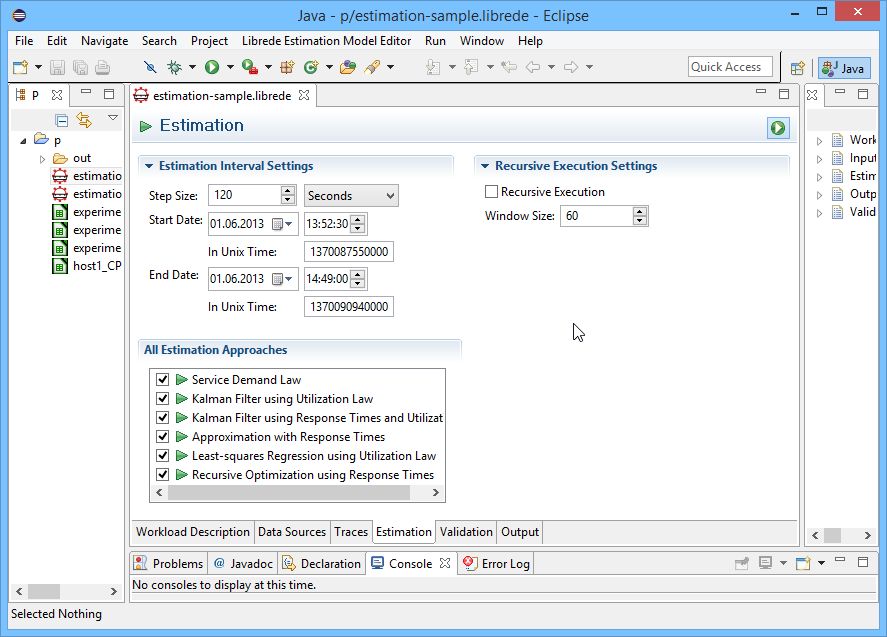 Java - p/estimation-sample.librede - Eclipse
File Edit Navigate Search Project Librede Estimation Model Editor Run Window Help
Quick Access
Java
P
estimation-sample.librede
p
out
estimatio
estimatio
experime
experime
experime
host1_CP
Estimation
Estimation Interval Settings
Step Size: 120 Seconds
Start Date: 01.06.2013 13:52:30
In Unix Time: 1370087550000
End Date: 01.06.2013 14:49:00
In Unix Time: 1370090940000
Recursive Execution Settings
Recursive Execution
Window Size: 60
All Estimation Approaches
Service Demand Law
Kalman Filter using Utilization Law
Kalman Filter using Response Times and Utilizat
Approximation with Response Times
Least-squares Regression using Utilization Law
Recursive Optimization using Response Times
Work
Input
Estim
Outp
Valid
Workload Description Data Sources Traces Estimation Validation Output
Problems Javadoc Declaration Console Error Log
No consoles to display at this time.
Selected Nothing